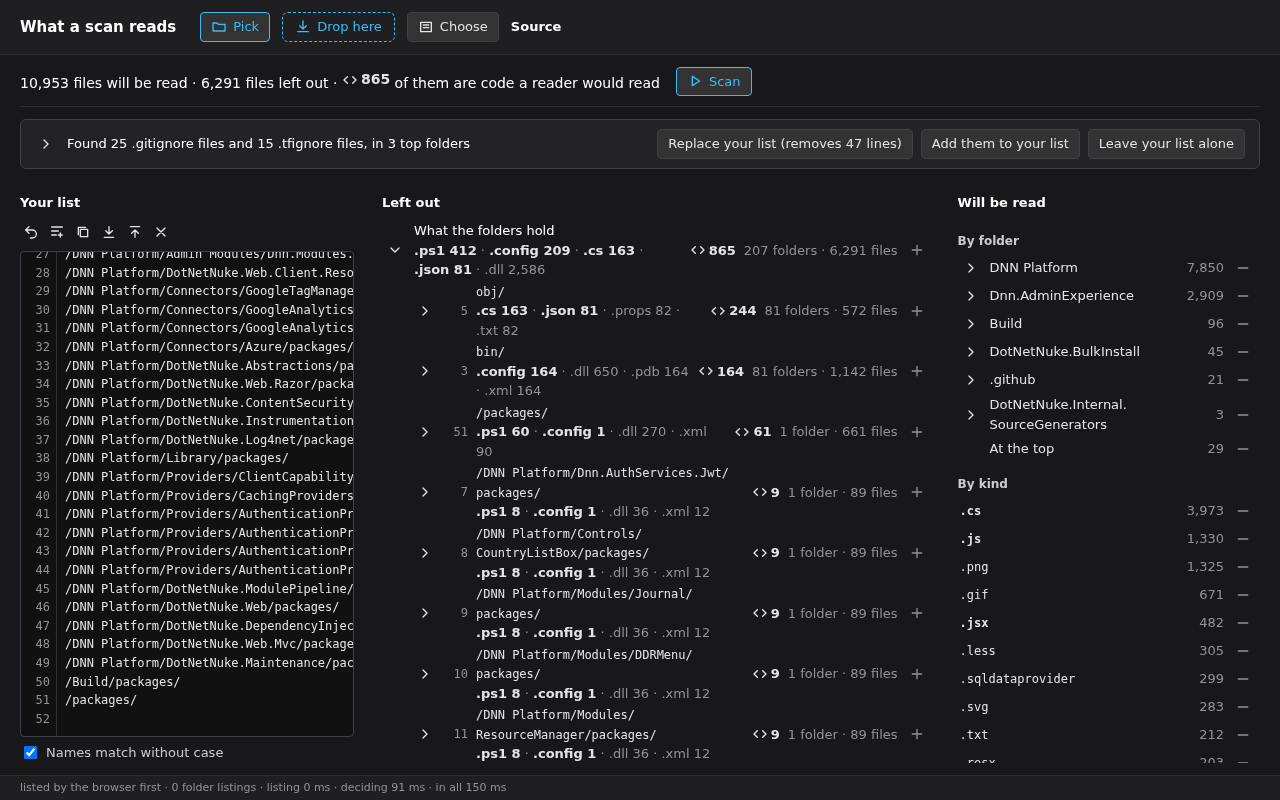 What a scan reads
Pick
Drop here
Choose
Source
10,953 files will be read · 6,291 files left out · <> 865 of them are code a reader would read
Scan
Found 25 .gitignore files and 15 .tfignore files, in 3 top folders
Replace your list (removes 47 lines)
Add them to your list
Leave your list alone
Your list
27 /DNN Platform/Admin Modules/Dnn.Modules.
28 /DNN Platform/DotNetNuke.Web.Client.Reso
29 /DNN Platform/Connectors/GoogleTagManage
30 /DNN Platform/Connectors/GoogleAnalytics
31 /DNN Platform/Connectors/GoogleAnalytics
32 /DNN Platform/Connectors/Azure/packages/
33 /DNN Platform/DotNetNuke.Abstractions/pa
34 /DNN Platform/DotNetNuke.Web.Razor/packa
35 /DNN Platform/DotNetNuke.ContentSecurity
36 /DNN Platform/DotNetNuke.Instrumentation
37 /DNN Platform/DotNetNuke.Log4net/package
38 /DNN Platform/Library/packages/
39 /DNN Platform/Providers/ClientCapability
40 /DNN Platform/Providers/CachingProviders
41 /DNN Platform/Providers/AuthenticationPr
42 /DNN Platform/Providers/AuthenticationPr
43 /DNN Platform/Providers/AuthenticationPr
44 /DNN Platform/Providers/AuthenticationPr
45 /DNN Platform/DotNetNuke.ModulePipeline/
46 /DNN Platform/DotNetNuke.Web/packages/
47 /DNN Platform/DotNetNuke.DependencyInjec
48 /DNN Platform/DotNetNuke.Web.Mvc/package
49 /DNN Platform/DotNetNuke.Maintenance/pac
50 /Build/packages/
51 /packages/
52
Names match without case
Left out
What the folders hold
.ps1 412 · .config 209 · .cs 163 · <> 865 207 folders · 6,291 files
.json 81 · .dll 2,586
obj/
5 .cs 163 · .json 81 · .props 82 · <> 244 81 folders · 572 files
.txt 82
bin/
3 .config 164 · .dll 650 · .pdb 164 <> 164 81 folders · 1,142 files
· .xml 164
/packages/
51 .ps1 60 · .config 1 · .dll 270 · .xml <> 61 1 folder · 661 files
90
/DNN Platform/Dnn.AuthServices.Jwt/
7 packages/ <> 9 1 folder · 89 files
.ps1 8 · .config 1 · .dll 36 · .xml 12
/DNN Platform/Controls/
8 CountryListBox/packages/ <> 9 1 folder · 89 files
.ps1 8 · .config 1 · .dll 36 · .xml 12
/DNN Platform/Modules/Journal/
9 packages/ <> 9 1 folder · 89 files
.ps1 8 · .config 1 · .dll 36 · .xml 12
/DNN Platform/Modules/DDRMenu/
10 packages/ <> 9 1 folder · 89 files
.ps1 8 · .config 1 · .dll 36 · .xml 12
/DNN Platform/Modules/
11 ResourceManager/packages/ <> 9 1 folder · 89 files
.ps1 8 · .config 1 · .dll 36 · .xml 12
Will be read
By folder
DNN Platform 7,850
Dnn.AdminExperience 2,909
Build 96
DotNetNuke.BulkInstall 45
.github 21
DotNetNuke.Internal.
SourceGenerators 3
At the top 29
By kind
.cs 3,973
.js 1,330
.png 1,325
.gif 671
.jsx 482
.less 305
.sqldataprovider 299
.svg 283
.txt 212
.resx 203
listed by the browser first · 0 folder listings · listing 0 ms · deciding 91 ms · in all 150 ms